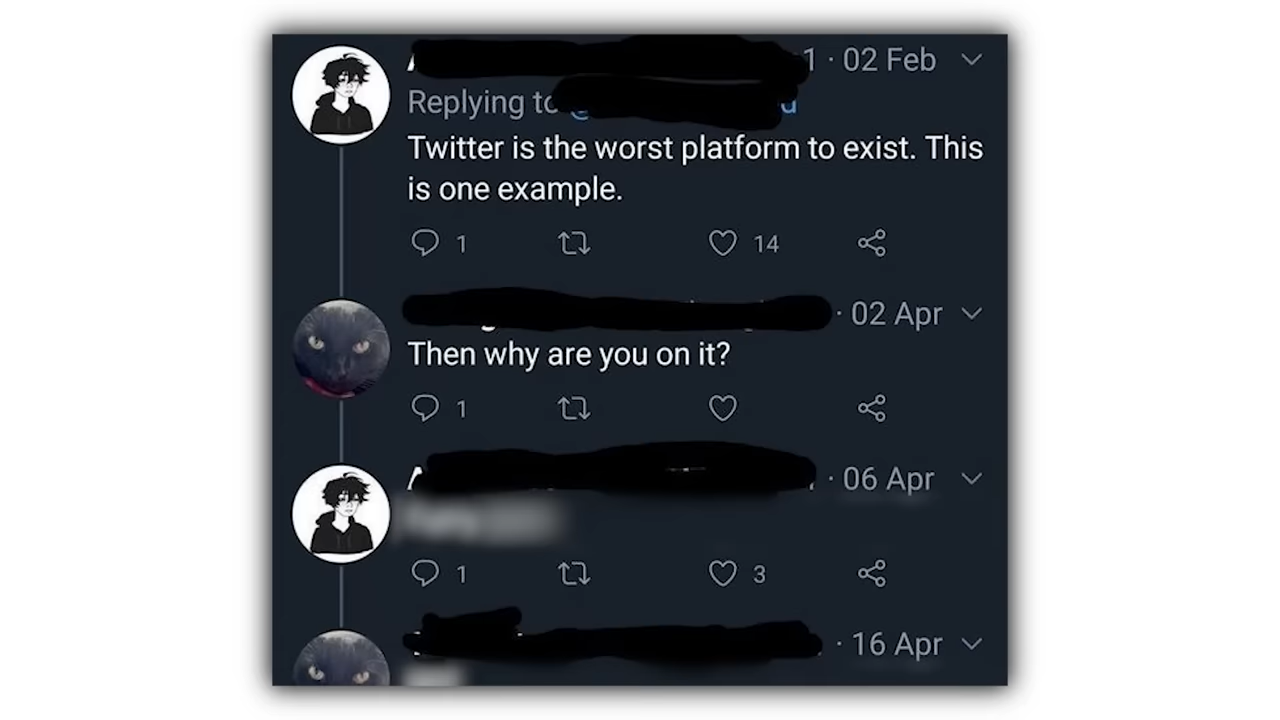 1 · 02 Feb
Replying to
Twitter is the worst platform to exist. This
is one example.
1 14
· 02 Apr
Then why are you on it?
1
· 06 Apr
1 3
· 16 Apr